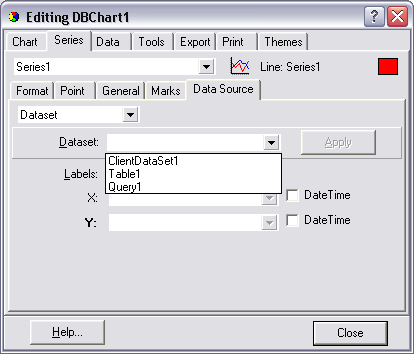 Editing DBChart1 ?
Chart Series Data Tools Export Print Themes
Series1 Line: Series1
Format Point General Marks Data Source
Dataset
Dataset: Apply
ClientDataSet1
Labels: Table1
Query1
X: DateTime
Y: DateTime
Help... Close